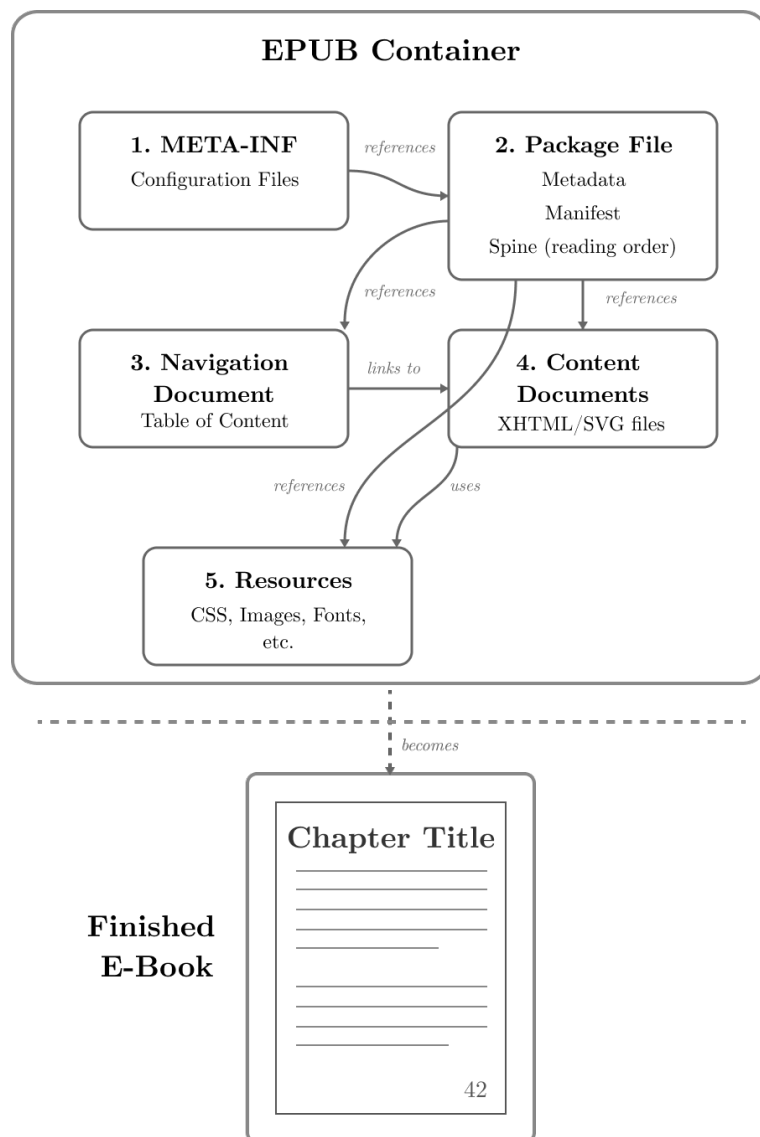 EPUB Container
1. META-INF
Configuration Files
references
2. Package File
Metadata
Manifest
Spine (reading order)
references
references
3. Navigation
Document
Table of Content
links to
4. Content
Documents
XHTML/SVG files
references
uses
5. Resources
CSS, Images, Fonts,
etc.
becomes
Chapter Title
Finished
E-Book
42